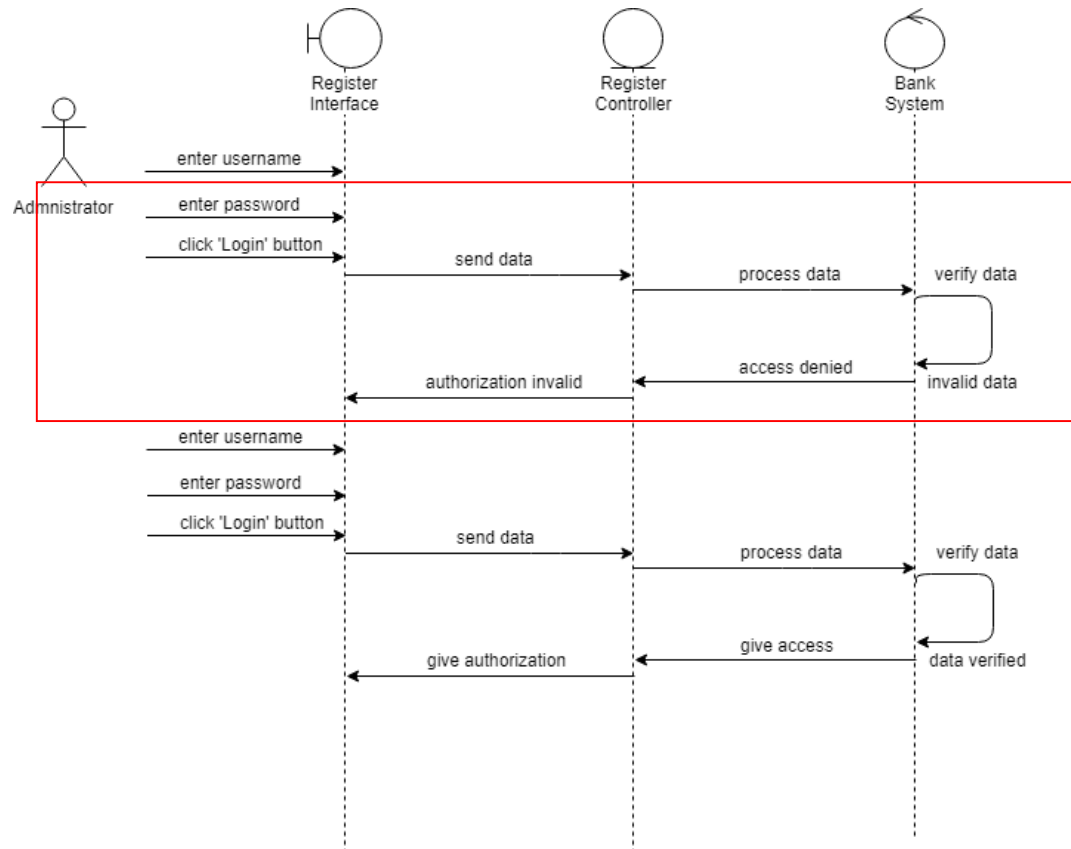 Register
Interface
Register
Controller
Bank
System
Admnistrator
enter username
enter password
click 'Login' button
send data
process data
verify data
access denied
invalid data
authorization invalid
enter username
enter password
click 'Login' button
send data
process data
verify data
give access
data verified
give authorization